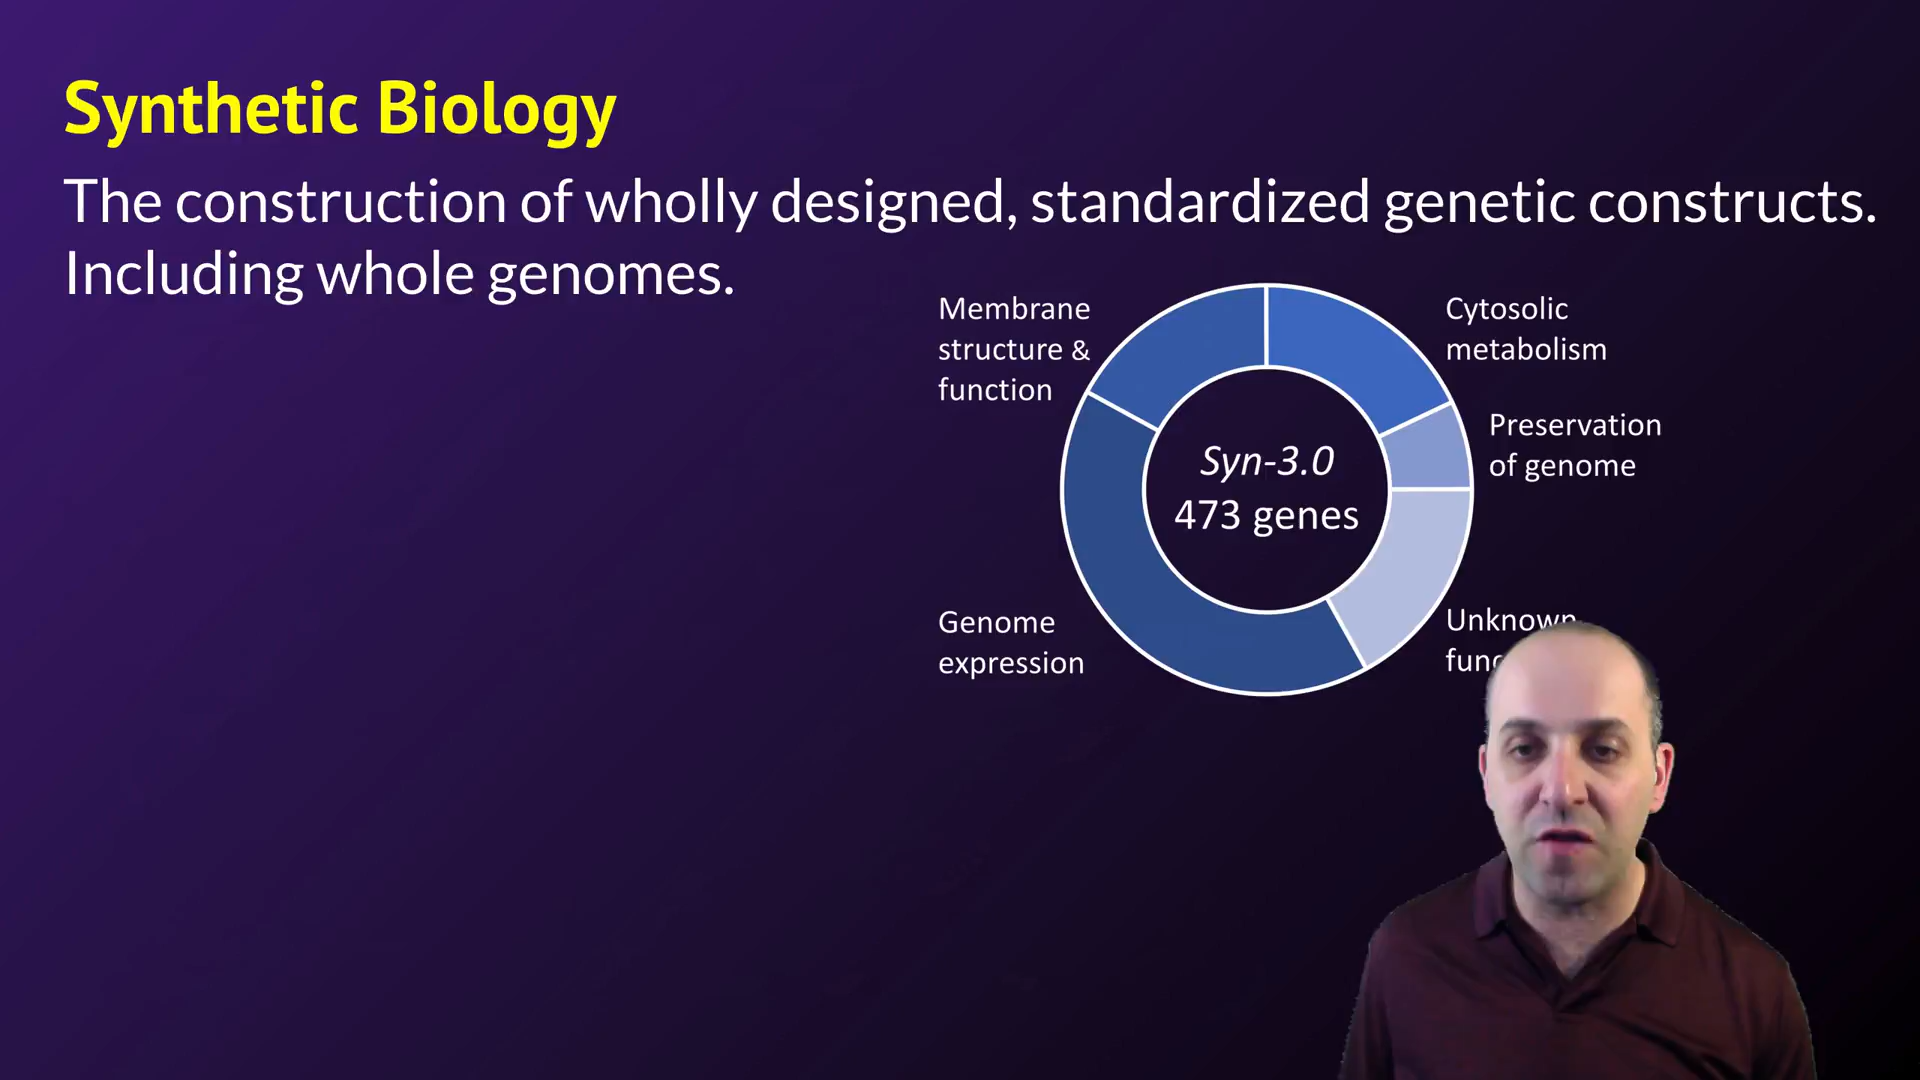 Synthetic Biology
The construction of wholly designed, standardized genetic constructs.
Including whole genomes.
Membrane
structure &
function
Cytosolic
metabolism
Preservation
of genome
Syn-3.0
473 genes
Genome
expression
Unknown